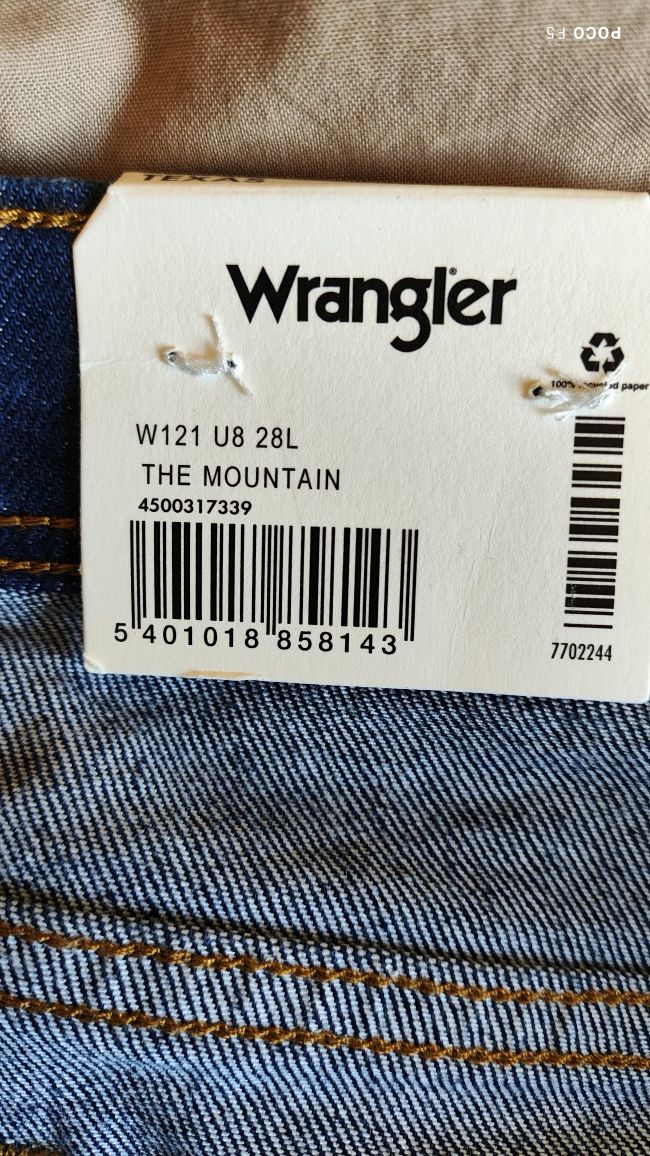 POCO F5
TEXAS
Wrangler®
100% recycled paper
W121 U8 28L
THE MOUNTAIN
4500317339
5 401018 858143
7702244